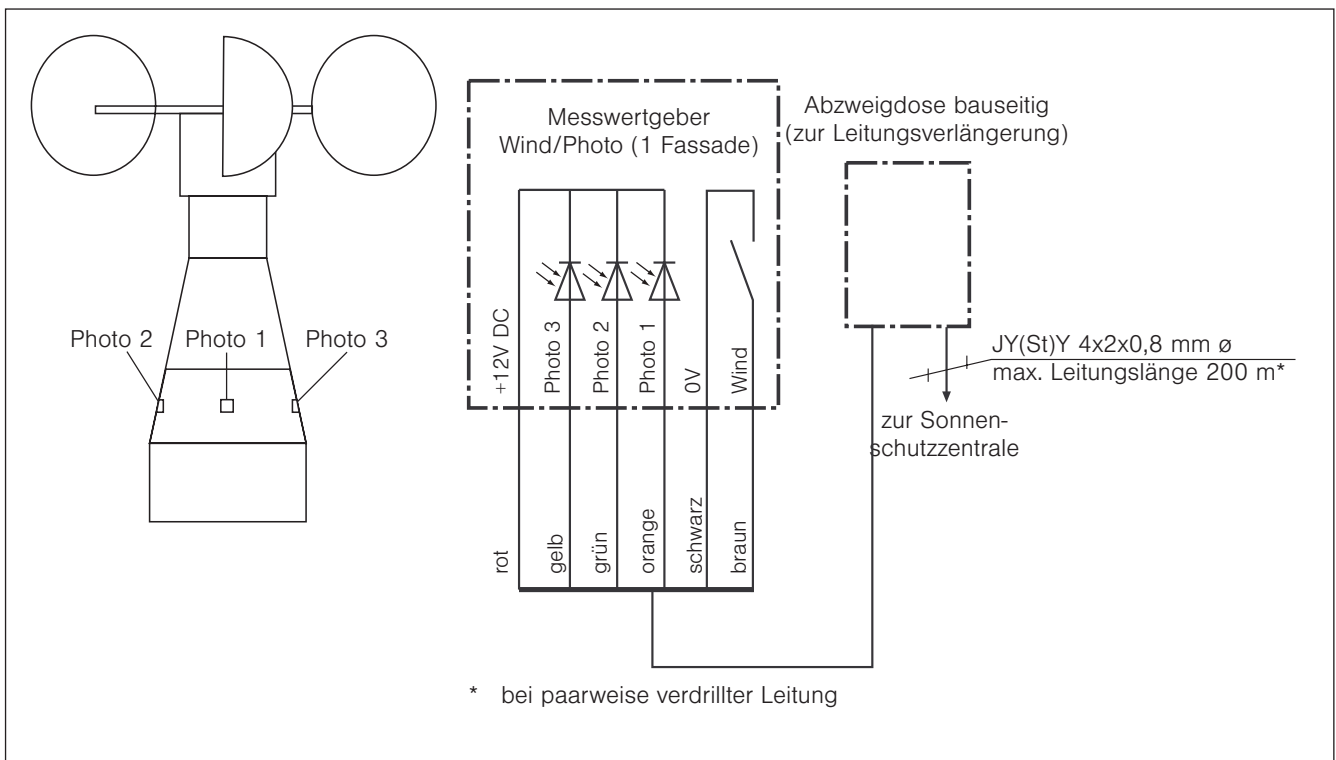 Messwertgeber
Wind/Photo (1 Fassade)
Abzweigdose bauseitig
(zur Leitungsverlängerung)
Photo 2
Photo 1
Photo 3
+12V DC
Photo 3
Photo 2
Photo 1
0V
Wind
JY(St)Y 4x2x0,8 mm ø
max. Leitungslänge 200 m*
zur Sonnen-
schutzzentrale
rot
gelb
grün
orange
schwarz
braun
* bei paarweise verdrillter Leitung